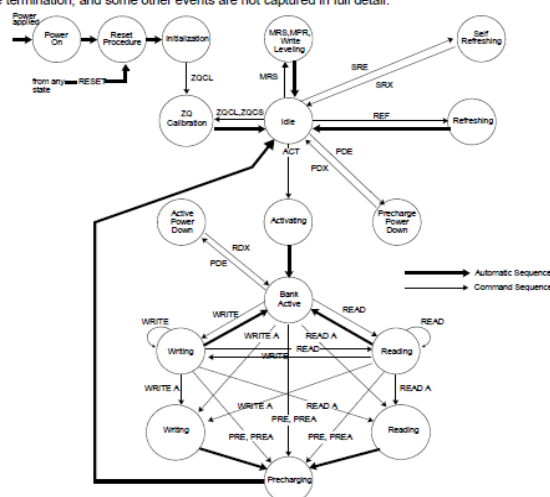 e termination, and some other events are not captured in full detail.
Power
applied
Power
On
Reset
Procedure
Initialization
MRS,MPR,
Write
Leveling
Self
Refreshing
from any
state
RESET
ZQCL
MRS
SRE
SRX
ZQ
Calibration
ZQCL,ZQCS
Idle
REF
Refreshing
ACT
PDE
PDX
Active
Power
Down
Activating
Precharge
Power
Down
RDX
PDE
Automatic Sequence
Command Sequence
Bank
Active
WRITE
WRITE
READ
READ
WRITE A
READ A
Writing
READ
WRITE
Reading
WRITE A
READ A
WRITE A
READ A
Writing
PRE, PREA
Reading
PRE, PREA
PRE, PREA
Precharging